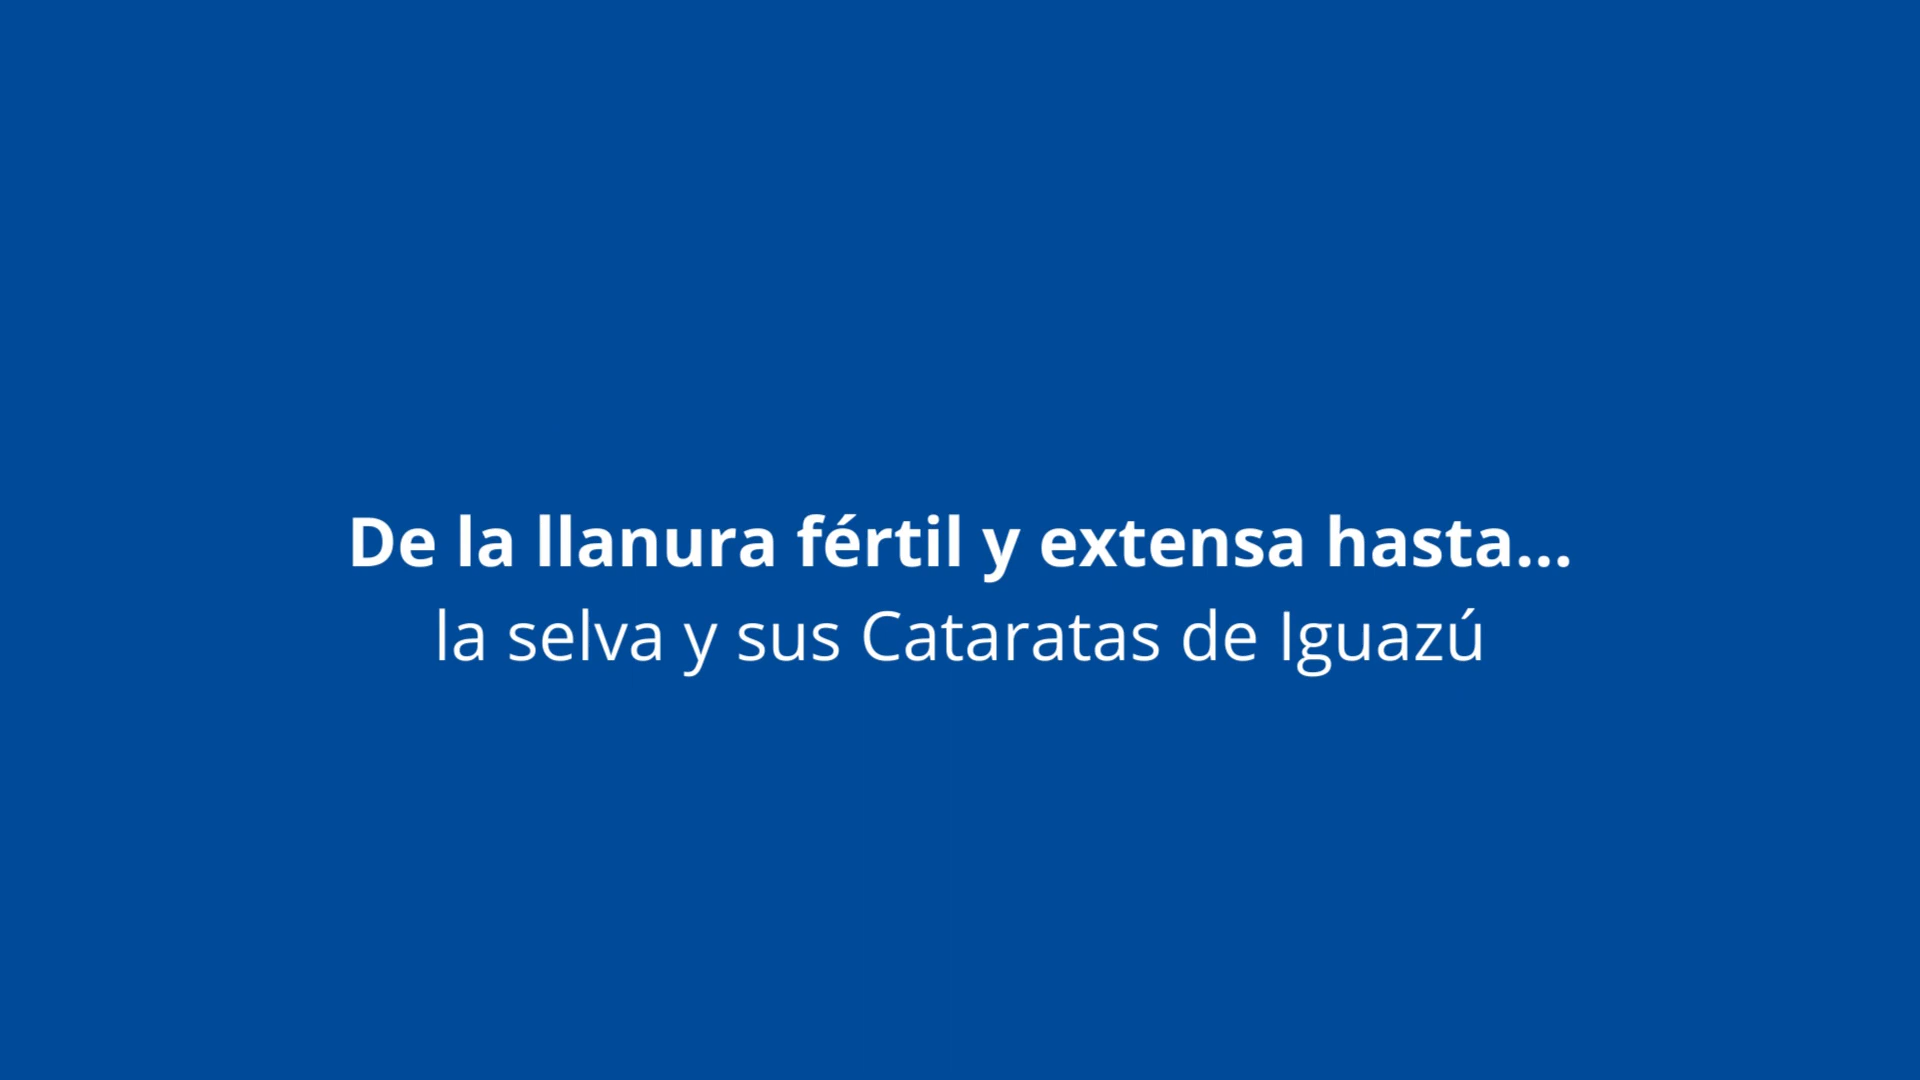 De la llanura fértil y extensa hasta...
la selva y sus Cataratas de Iguazú